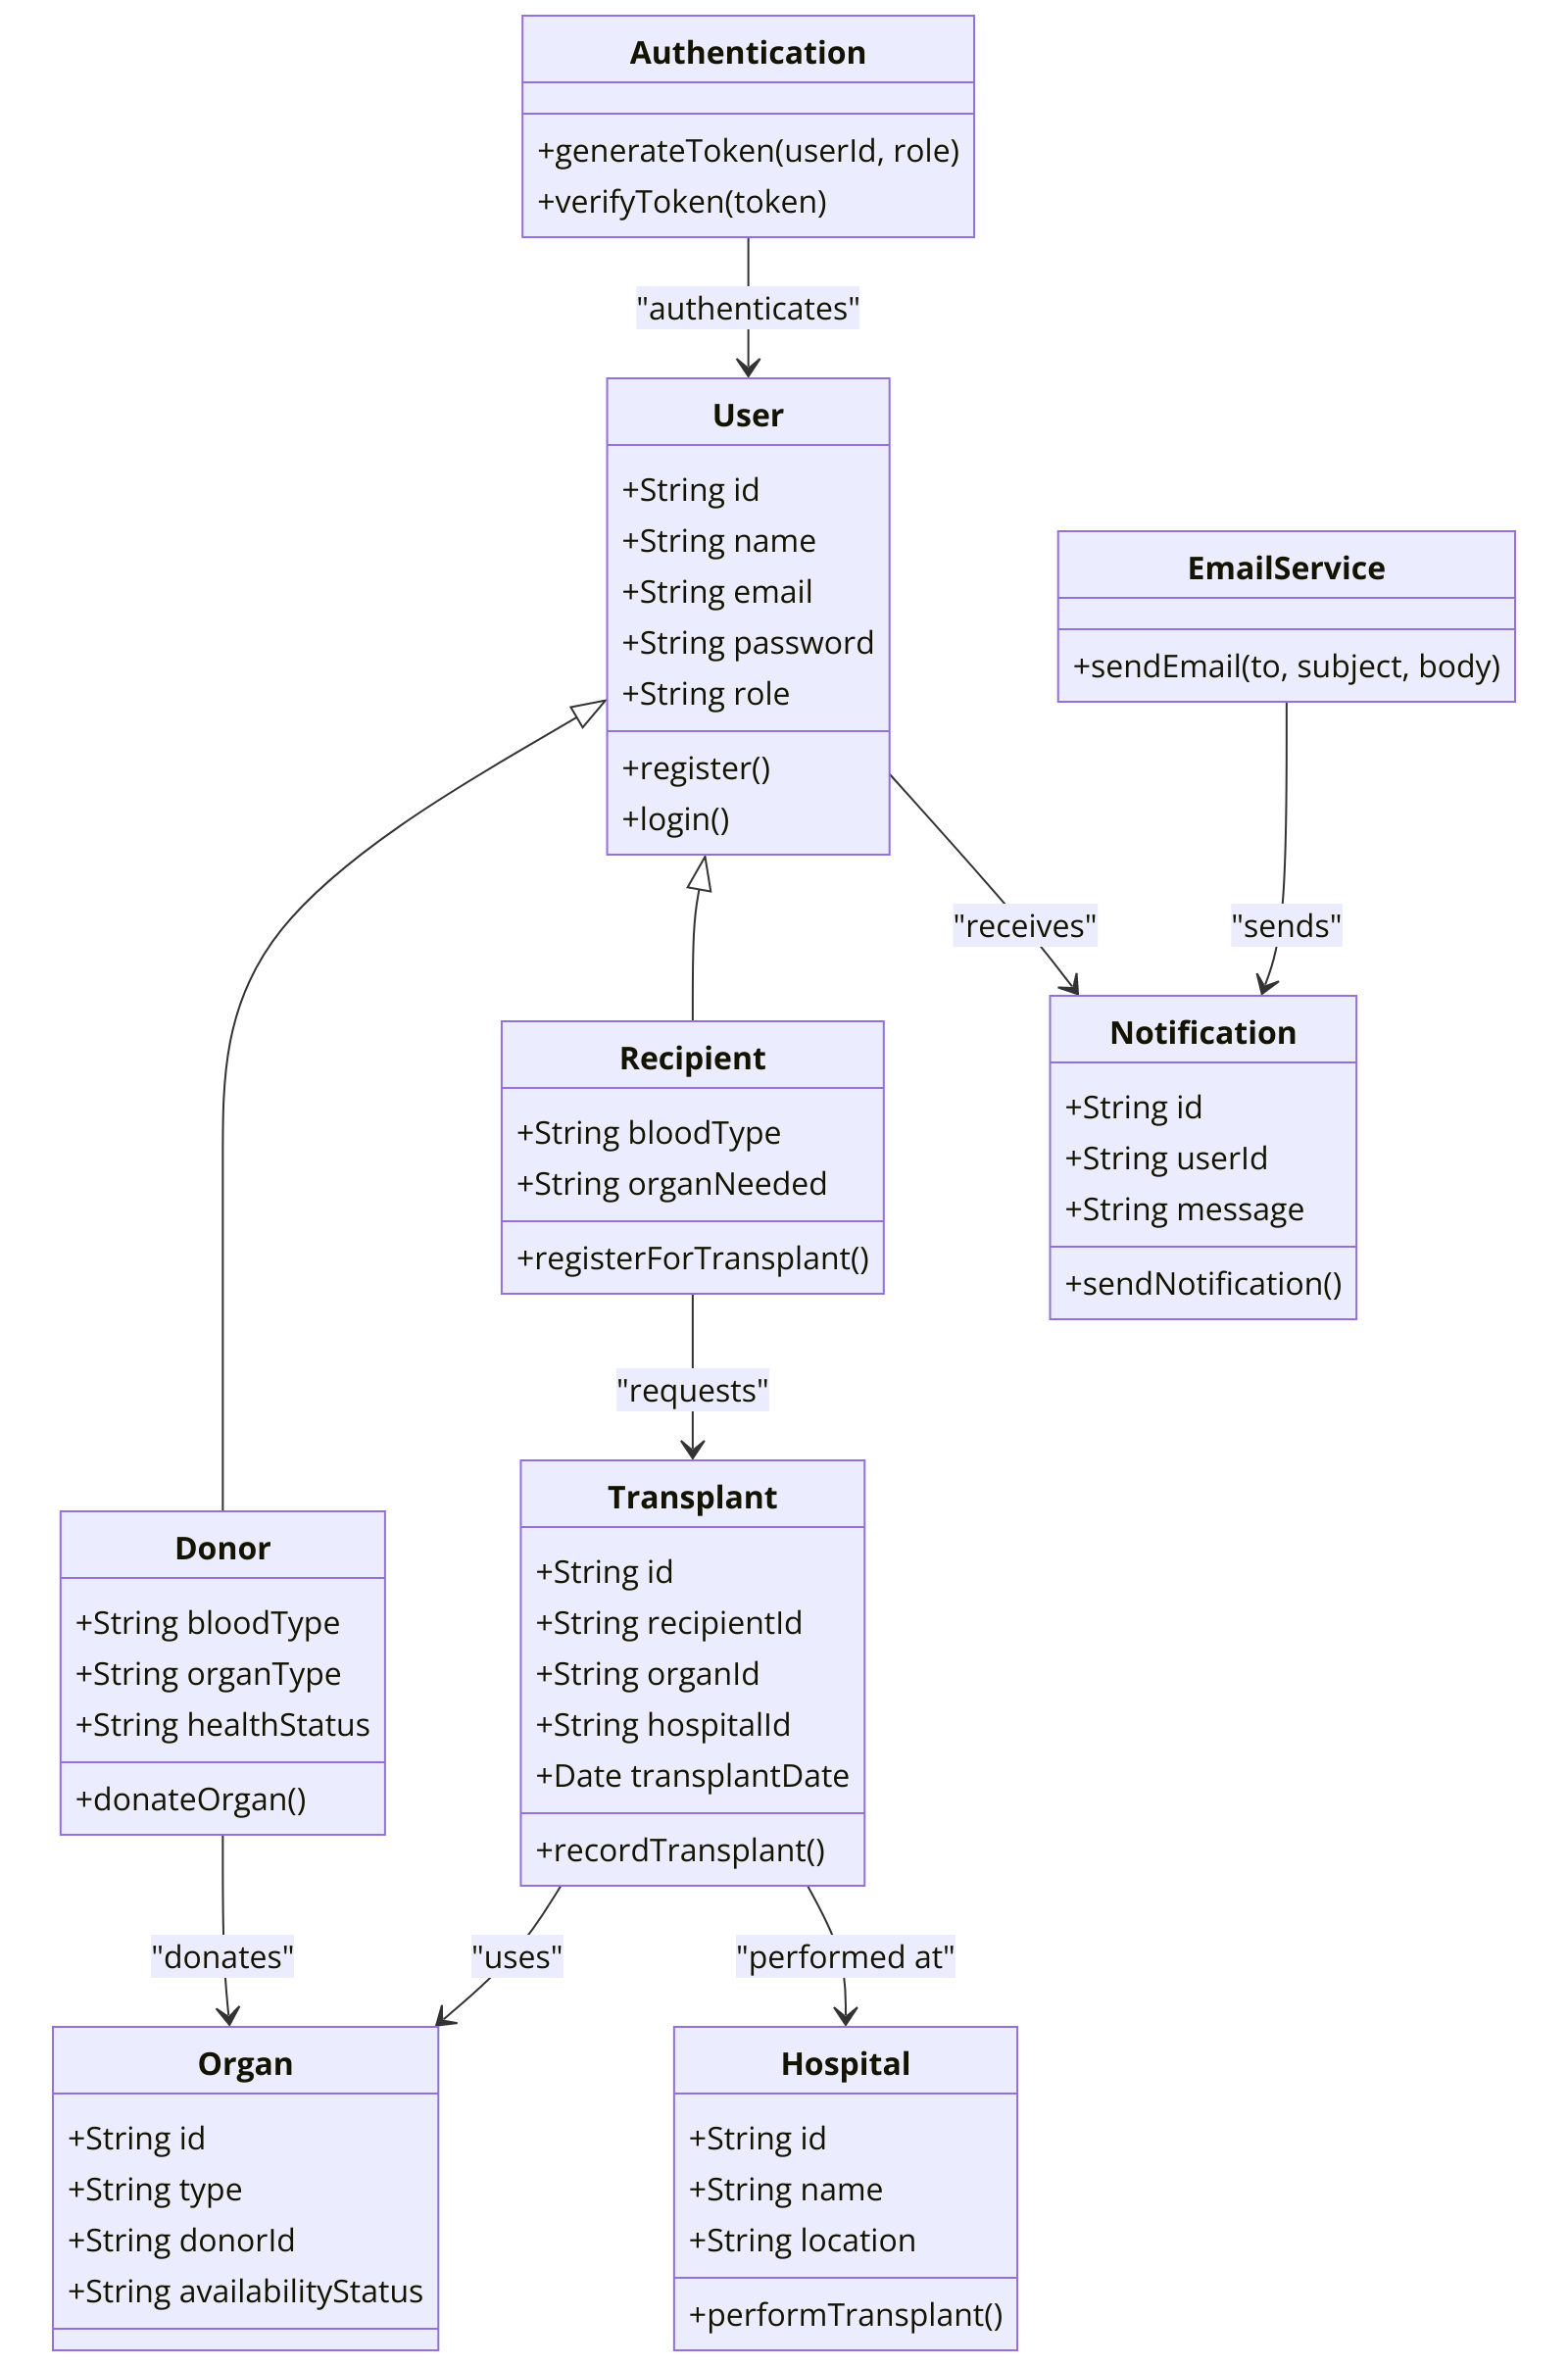 Authentication
+generateToken(userId, role)
+verifyToken(token)
"authenticates"
User
+String id
+String name
+String email
+String password
+String role
+register()
+login()
EmailService
+sendEmail(to, subject, body)
"receives"
"sends"
Recipient
+String bloodType
+String organNeeded
+registerForTransplant()
Notification
+String id
+String userId
+String message
+sendNotification()
"requests"
Donor
+String bloodType
+String organType
+String healthStatus
+donateOrgan()
Transplant
+String id
+String recipientId
+String organId
+String hospitalId
+Date transplantDate
+recordTransplant()
"donates"
"uses"
"performed at"
Organ
+String id
+String type
+String donorId
+String availabilityStatus
Hospital
+String id
+String name
+String location
+performTransplant()